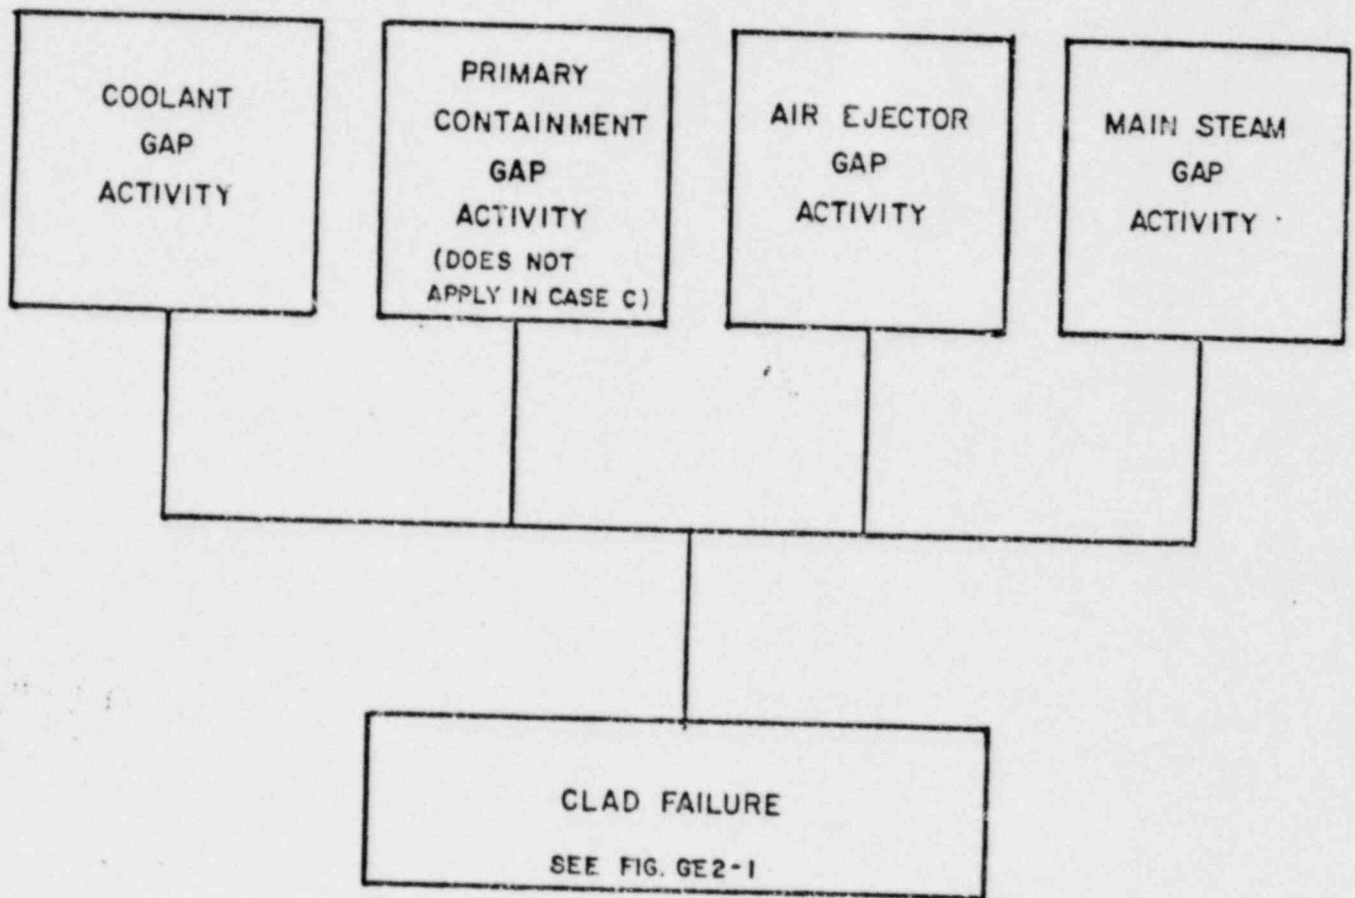 COOLANT
GAP
ACTIVITY
PRIMARY
CONTAINMENT
GAP
ACTIVITY
(DOES NOT
APPLY IN CASE C)
AIR EJECTOR
GAP
ACTIVITY
MAIN STEAM
GAP
ACTIVITY
CLAD FAILURE
SEE FIG. GE2-1